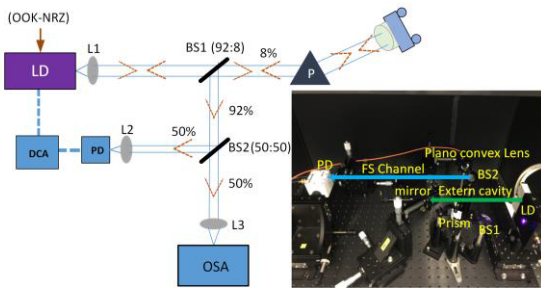 (OOK-NRZ)
L1
BS1 (92:8)
8%
LD
P
92%
L2
50%
DCA
PD
BS2(50:50)
50%
L3
OSA
Plano convex Lens
PD
FS Channel
BS2
mirror Extern cavity
LD
Prism
BS1